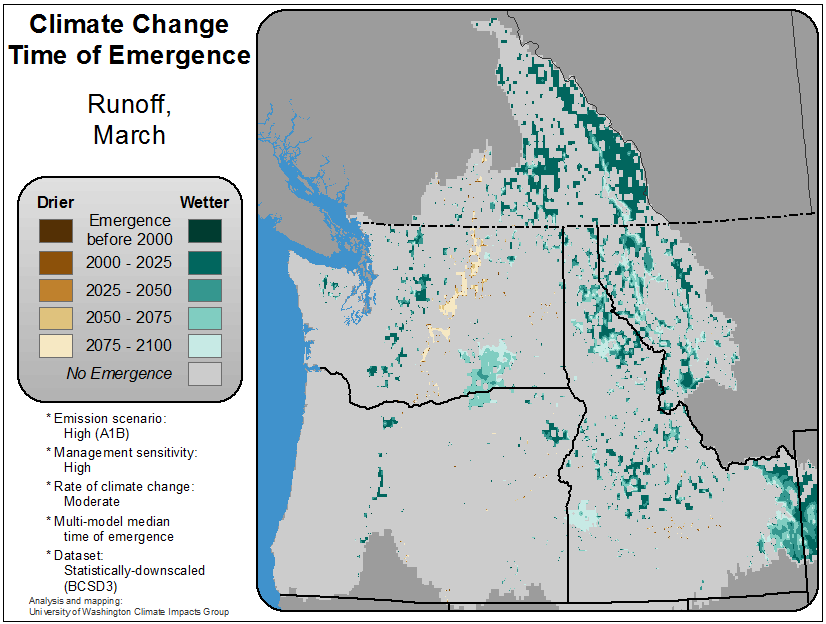 Climate Change
Time of Emergence
Runoff,
March
Drier Wetter
Emergence
before 2000
2000 - 2025
2025 - 2050
2050 - 2075
2075 - 2100
No Emergence
* Emission scenario:
High (A1B)
* Management sensitivity:
High
* Rate of climate change:
Moderate
* Multi-model median
time of emergence
* Dataset:
Statistically-downscaled
(BCSD3)
Analysis and mapping:
University of Washington Climate Impacts Group